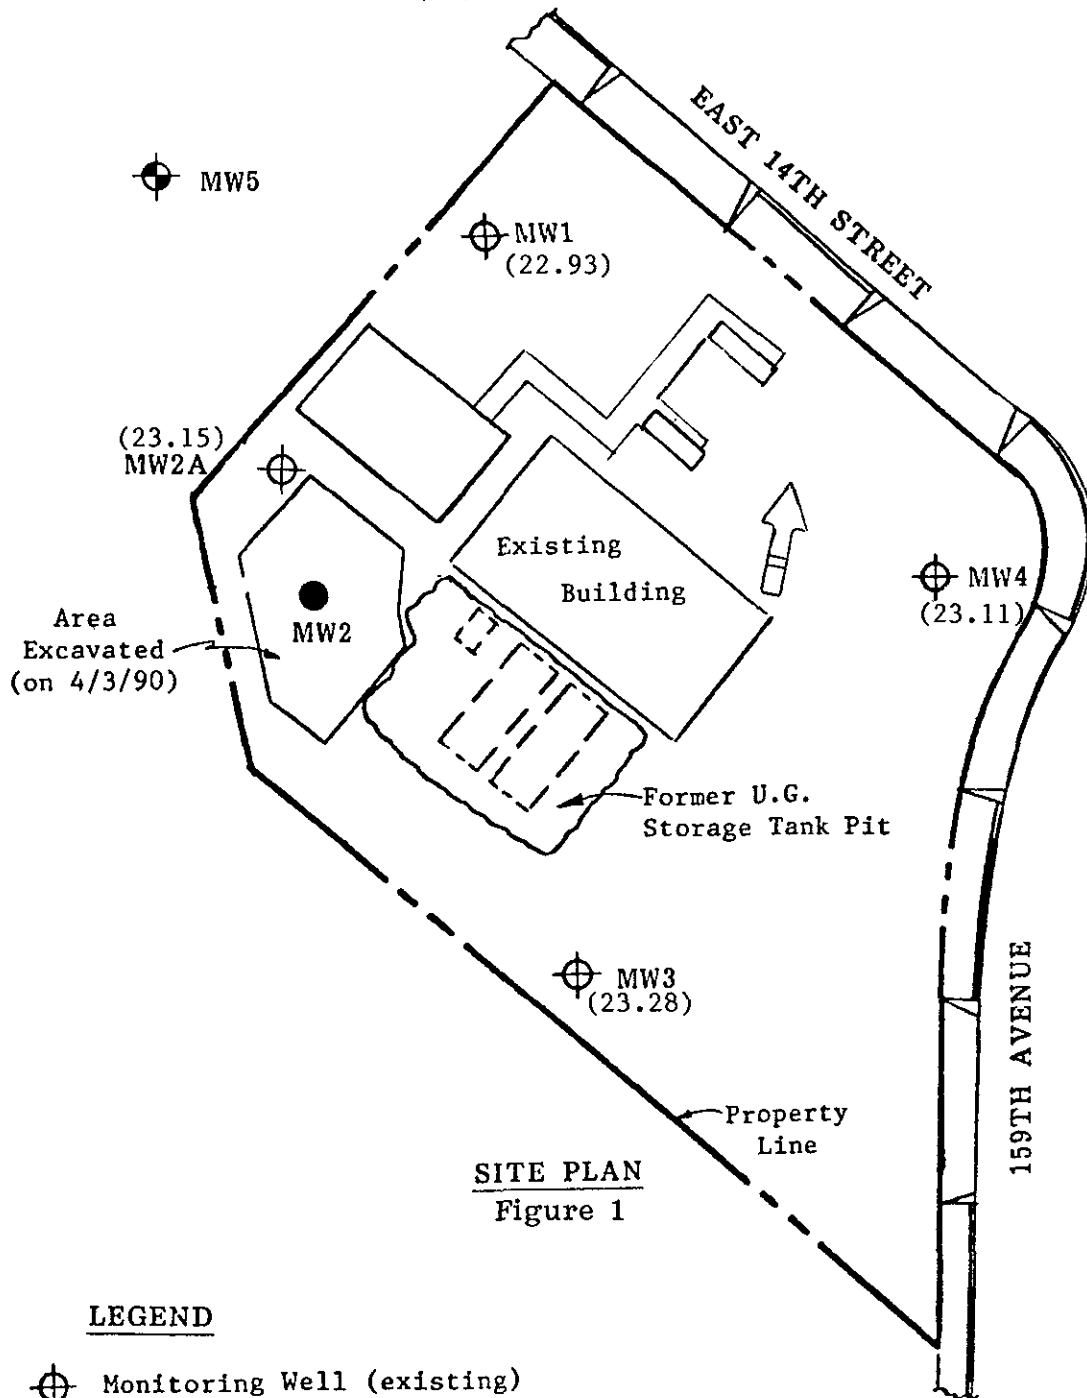 EAST 14TH STREET
MW5
MW1
(22.93)
(23.15)
MW2A
Existing
Building
MW4
(23.11)
MW2
Area
Excavated
(on 4/3/90)
Former U.G.
Storage Tank Pit
MW3
(23.28)
159TH AVENUE
Property
Line
SITE PLAN
Figure 1
LEGEND
Monitoring Well (existing)